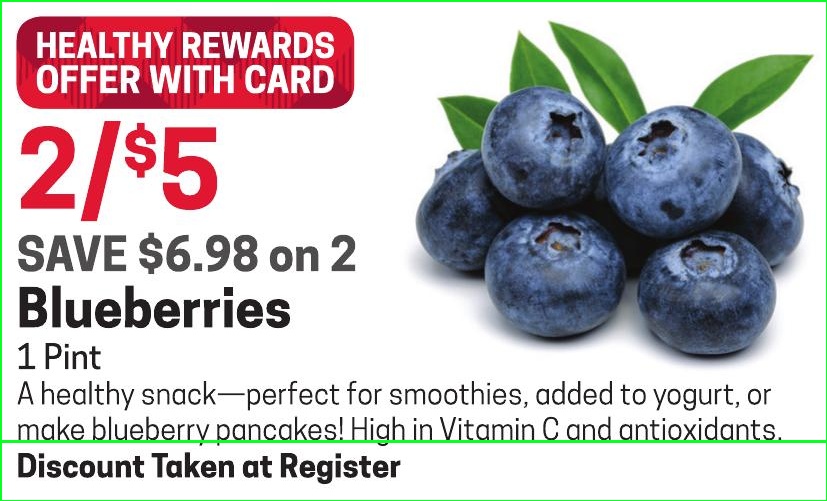 HEALTHY REWARDS
OFFER WITH CARD
2/$5
SAVE $6.98 on 2
Blueberries
1 Pint
A healthy snack—perfect for smoothies, added to yogurt, or
make blueberry pancakes! High in Vitamin C and antioxidants.
Discount Taken at Register